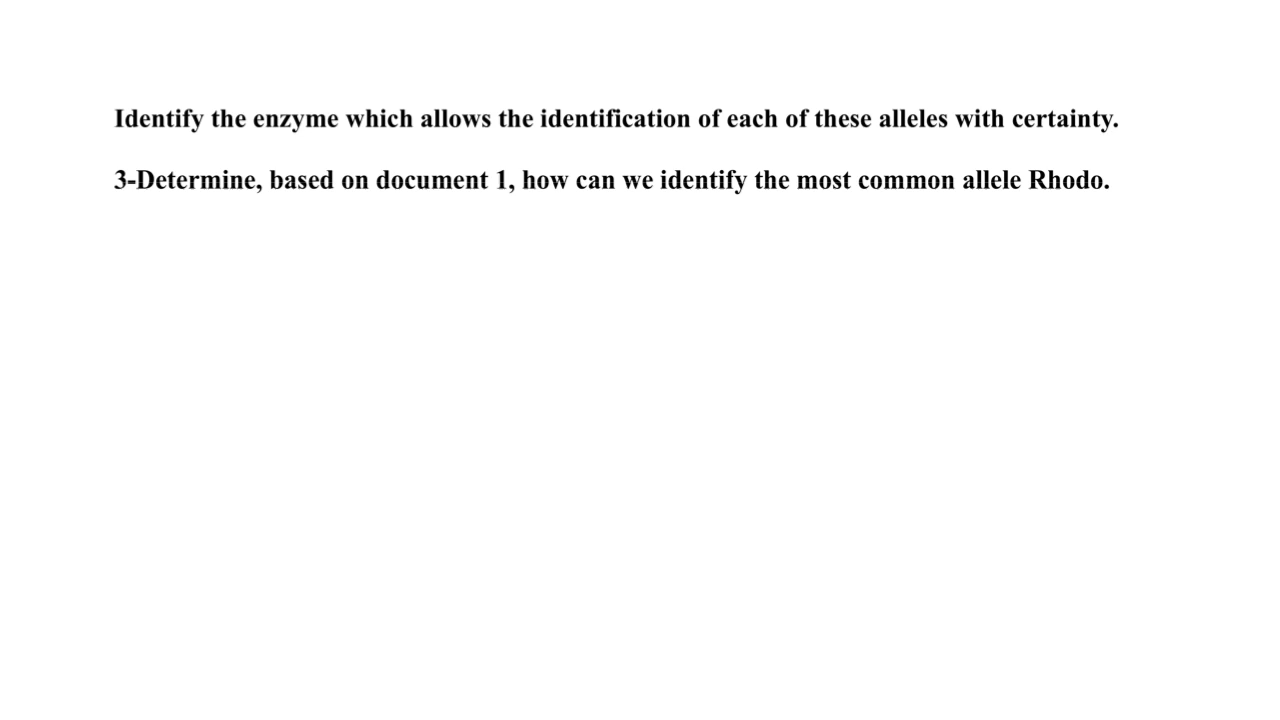 Identify the enzyme which allows the identification of each of these alleles with certainty.
3-Determine, based on document 1, how can we identify the most common allele Rhodo.